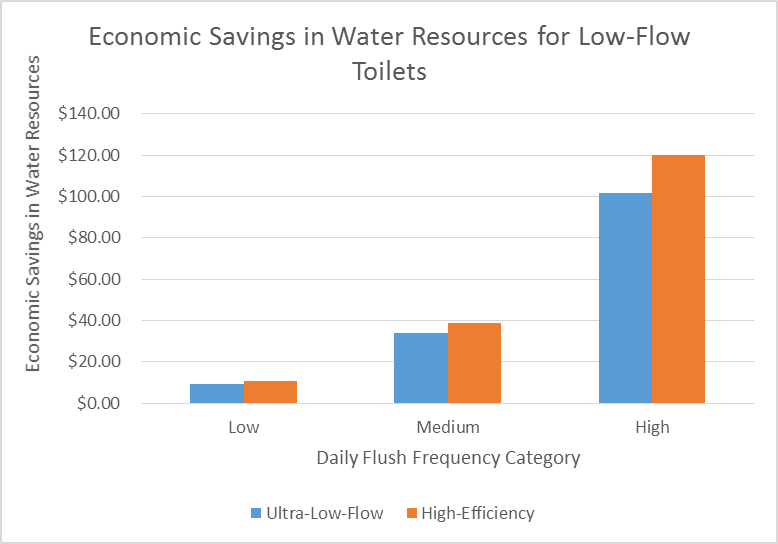 Economic Savings in Water Resources for Low-Flow
Toilets
Economic Savings in Water Resources
$140.00
$120.00
$100.00
$80.00
$60.00
$40.00
$20.00
$0.00
Low Medium High
Daily Flush Frequency Category
Ultra-Low-Flow High-Efficiency